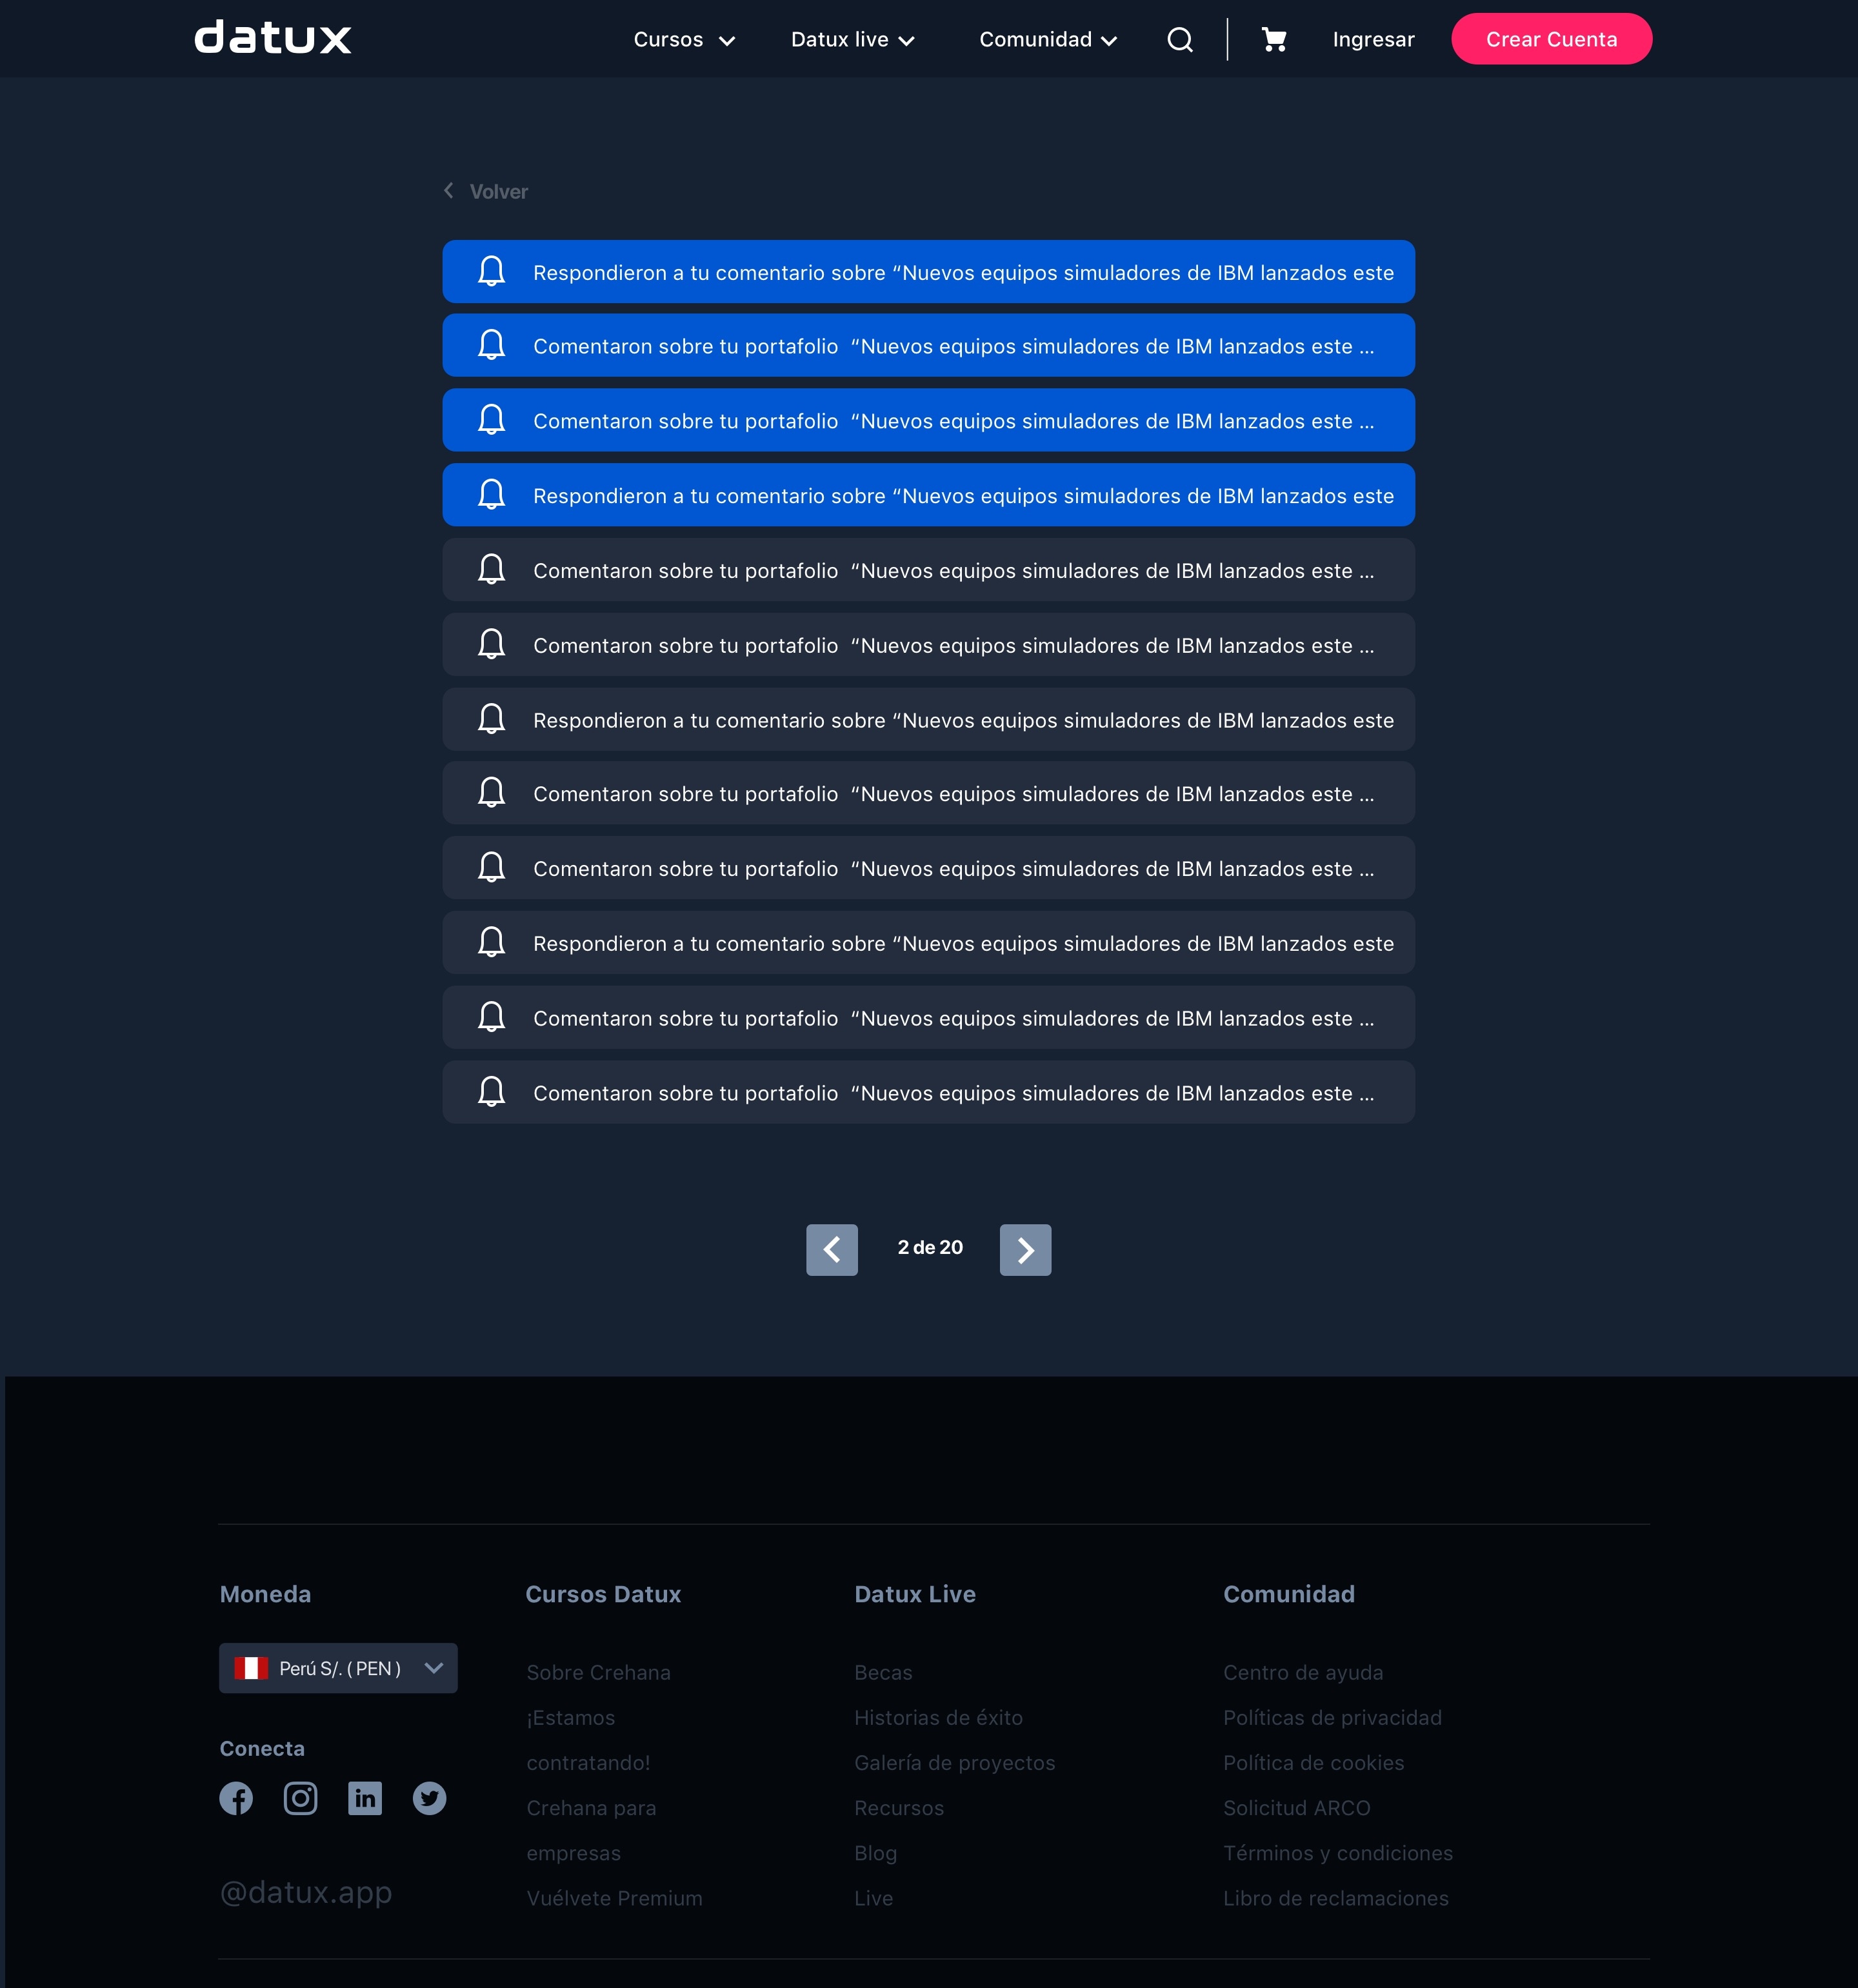 datux
Cursos
Datux live
Comunidad
Ingresar
Crear Cuenta
Volver
Respondieron a tu comentario sobre “Nuevos equipos simuladores de IBM lanzados este
Comentaron sobre tu portafolio “Nuevos equipos simuladores de IBM lanzados este ...
Comentaron sobre tu portafolio “Nuevos equipos simuladores de IBM lanzados este ...
Respondieron a tu comentario sobre “Nuevos equipos simuladores de IBM lanzados este
Comentaron sobre tu portafolio “Nuevos equipos simuladores de IBM lanzados este ...
Comentaron sobre tu portafolio “Nuevos equipos simuladores de IBM lanzados este ...
Respondieron a tu comentario sobre “Nuevos equipos simuladores de IBM lanzados este
Comentaron sobre tu portafolio “Nuevos equipos simuladores de IBM lanzados este ...
Comentaron sobre tu portafolio “Nuevos equipos simuladores de IBM lanzados este ...
Respondieron a tu comentario sobre “Nuevos equipos simuladores de IBM lanzados este
Comentaron sobre tu portafolio “Nuevos equipos simuladores de IBM lanzados este ...
Comentaron sobre tu portafolio “Nuevos equipos simuladores de IBM lanzados este ...
2 de 20
Moneda
Perú S/. ( PEN )
Conecta
@datux.app
Cursos Datux
Sobre Crehana
¡Estamos
contratando!
Crehana para
empresas
Vuélvete Premium
Datux Live
Becas
Historias de éxito
Galería de proyectos
Recursos
Blog
Live
Comunidad
Centro de ayuda
Políticas de privacidad
Política de cookies
Solicitud ARCO
Términos y condiciones
Libro de reclamaciones